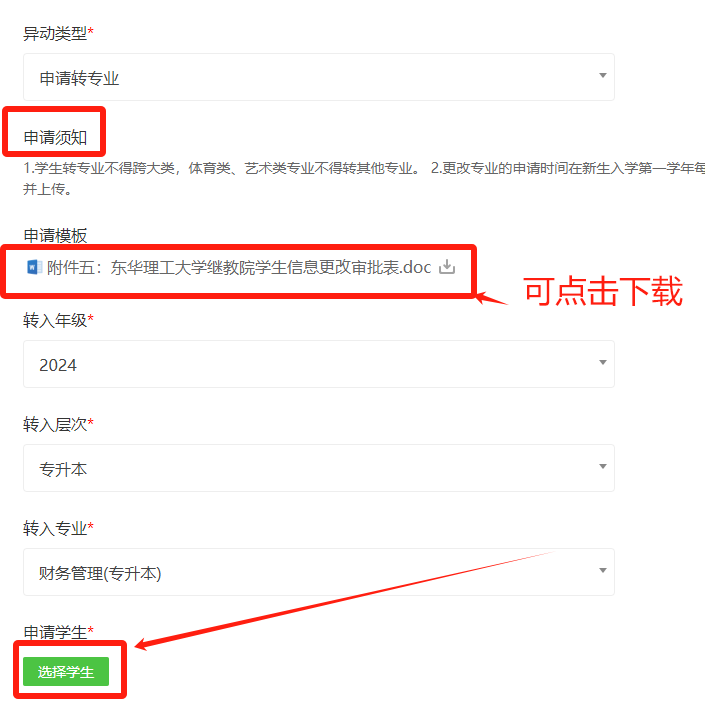 异动类型*
申请转专业
申请须知
1.学生转专业不得跨大类，体育类、艺术类专业不得转其他专业。 2.更改专业的申请时间在新生入学第一学年每
并上传。
申请模板
附件五：东华理工大学继教院学生信息更改审批表.doc
可点击下载
转入年级*
2024
转入层次*
专升本
转入专业*
财务管理(专升本)
申请学生*
选择学生